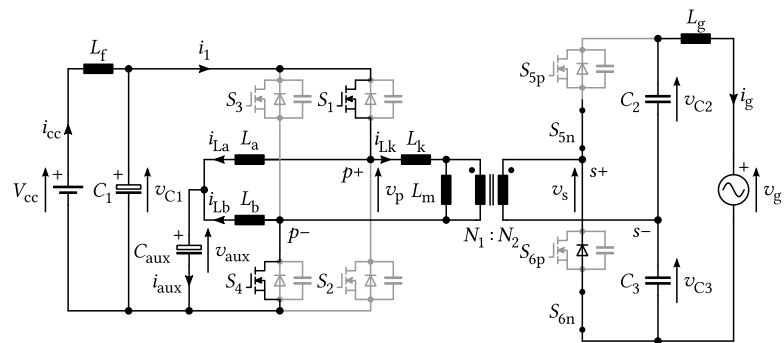 L_f
i_1
L_g
S_3
S_1
S_5p
C_2
v_C2
i_g
i_cc
S_5n
i_La
L_a
i_Lk
L_k
+
V_cc
+
C_1
v_C1
p+
v_p
L_m
v_s
s+
+
v_g
i_Lb
L_b
p−
N_1 : N_2
s−
+
C_aux
v_aux
S_6p
i_aux
S_4
S_2
C_3
v_C3
S_6n